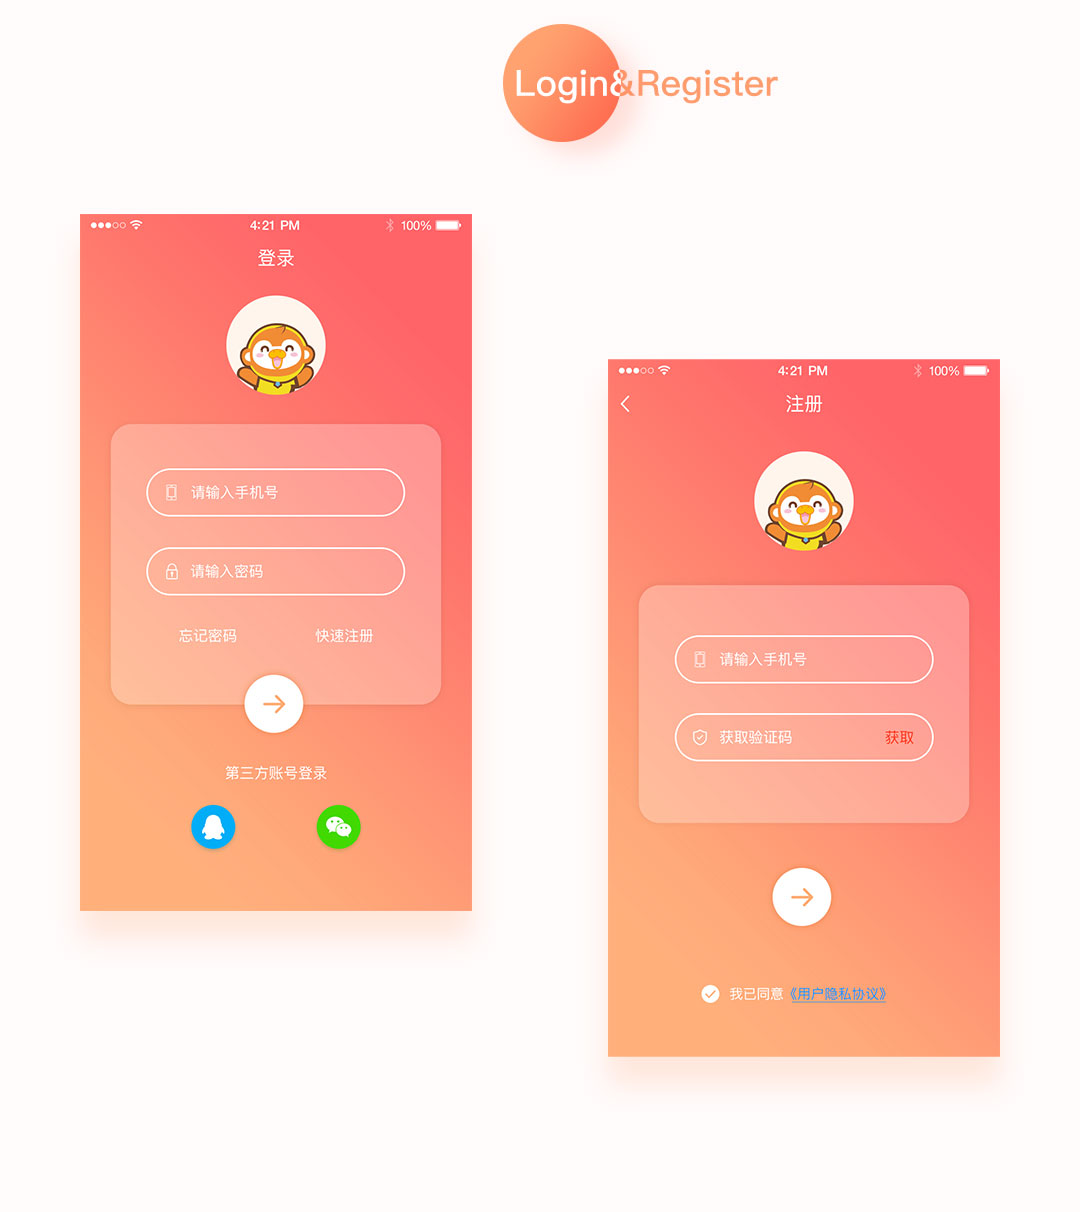 Login&Register
4:21 PM
100%
登录
请输入手机号
请输入密码
忘记密码
快速注册
第三方账号登录
4:21 PM
100%
注册
请输入手机号
获取验证码
获取
我已同意《用户隐私协议》